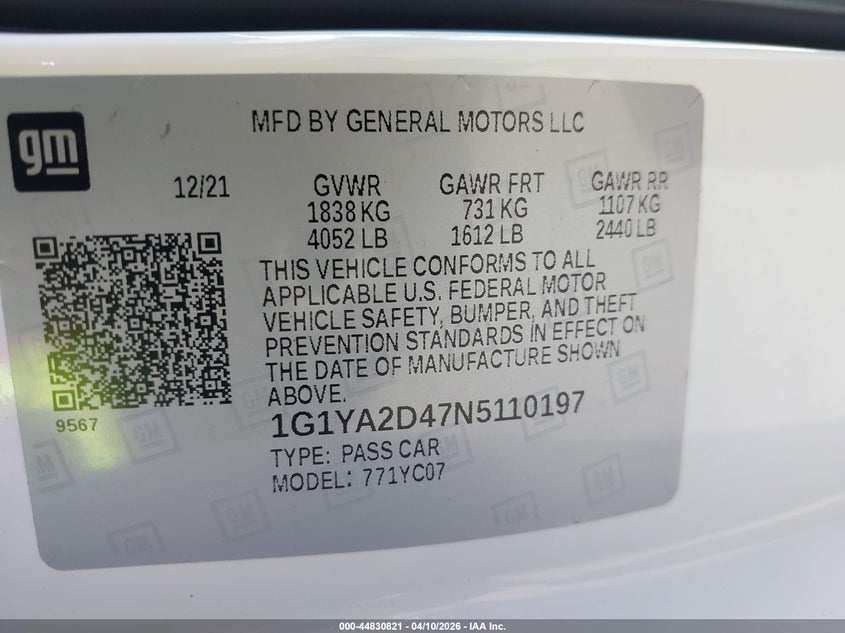 gm
MFD BY GENERAL MOTORS LLC
12/21 GVWR GAWR FRT GAWR RR
1838 KG 731 KG 1107 KG
4052 LB 1612 LB 2440 LB
THIS VEHICLE CONFORMS TO ALL
APPLICABLE U.S. FEDERAL MOTOR
VEHICLE SAFETY, BUMPER, AND THEFT
PREVENTION STANDARDS IN EFFECT ON
THE DATE OF MANUFACTURE SHOWN
ABOVE.
9567
1G1YA2D47N5110197
TYPE: PASS CAR
MODEL: 771YC07
000-44830821 - 04/10/2026 - IAA Inc.